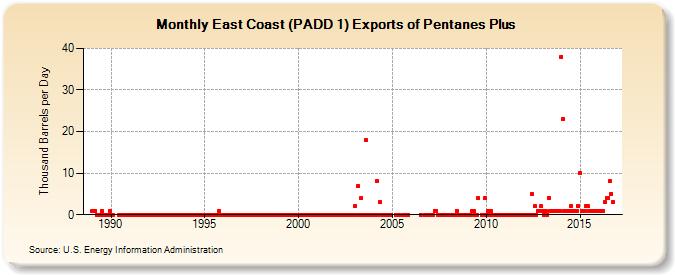 Monthly East Coast (PADD 1) Exports of Pentanes Plus
Thousand Barrels per Day
40
30
20
10
0
1990 1995 2000 2005 2010 2015
Source: U.S. Energy Information Administration